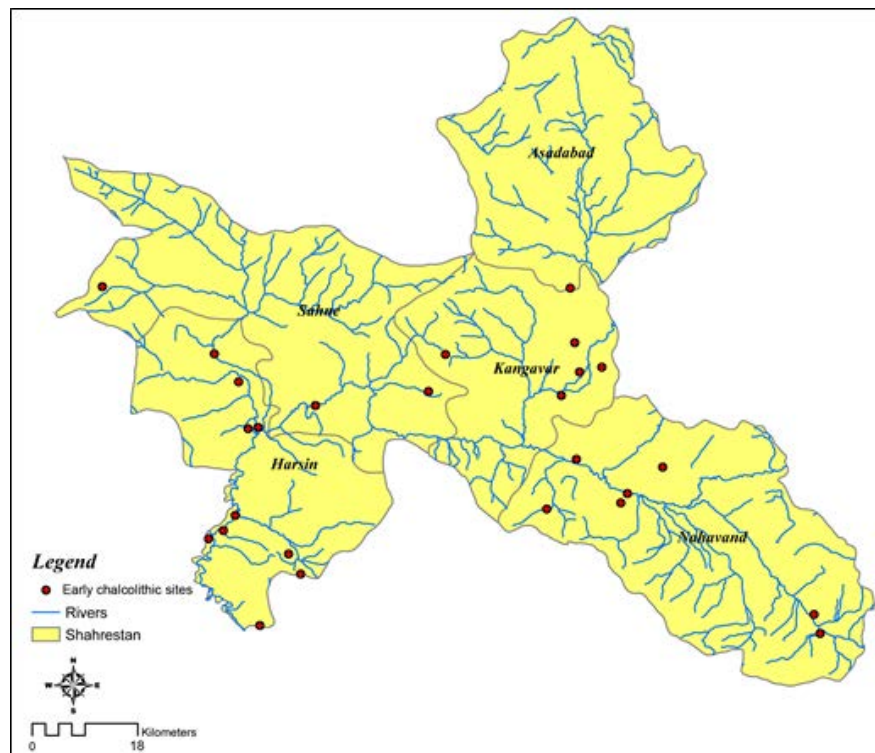 Asadabad
Sahne
Kangavar
Harsin
Nahavand
Legend
Early chalcolithic sites
Rivers
Shahrestan
N
W E
S
Kilometers
0 18